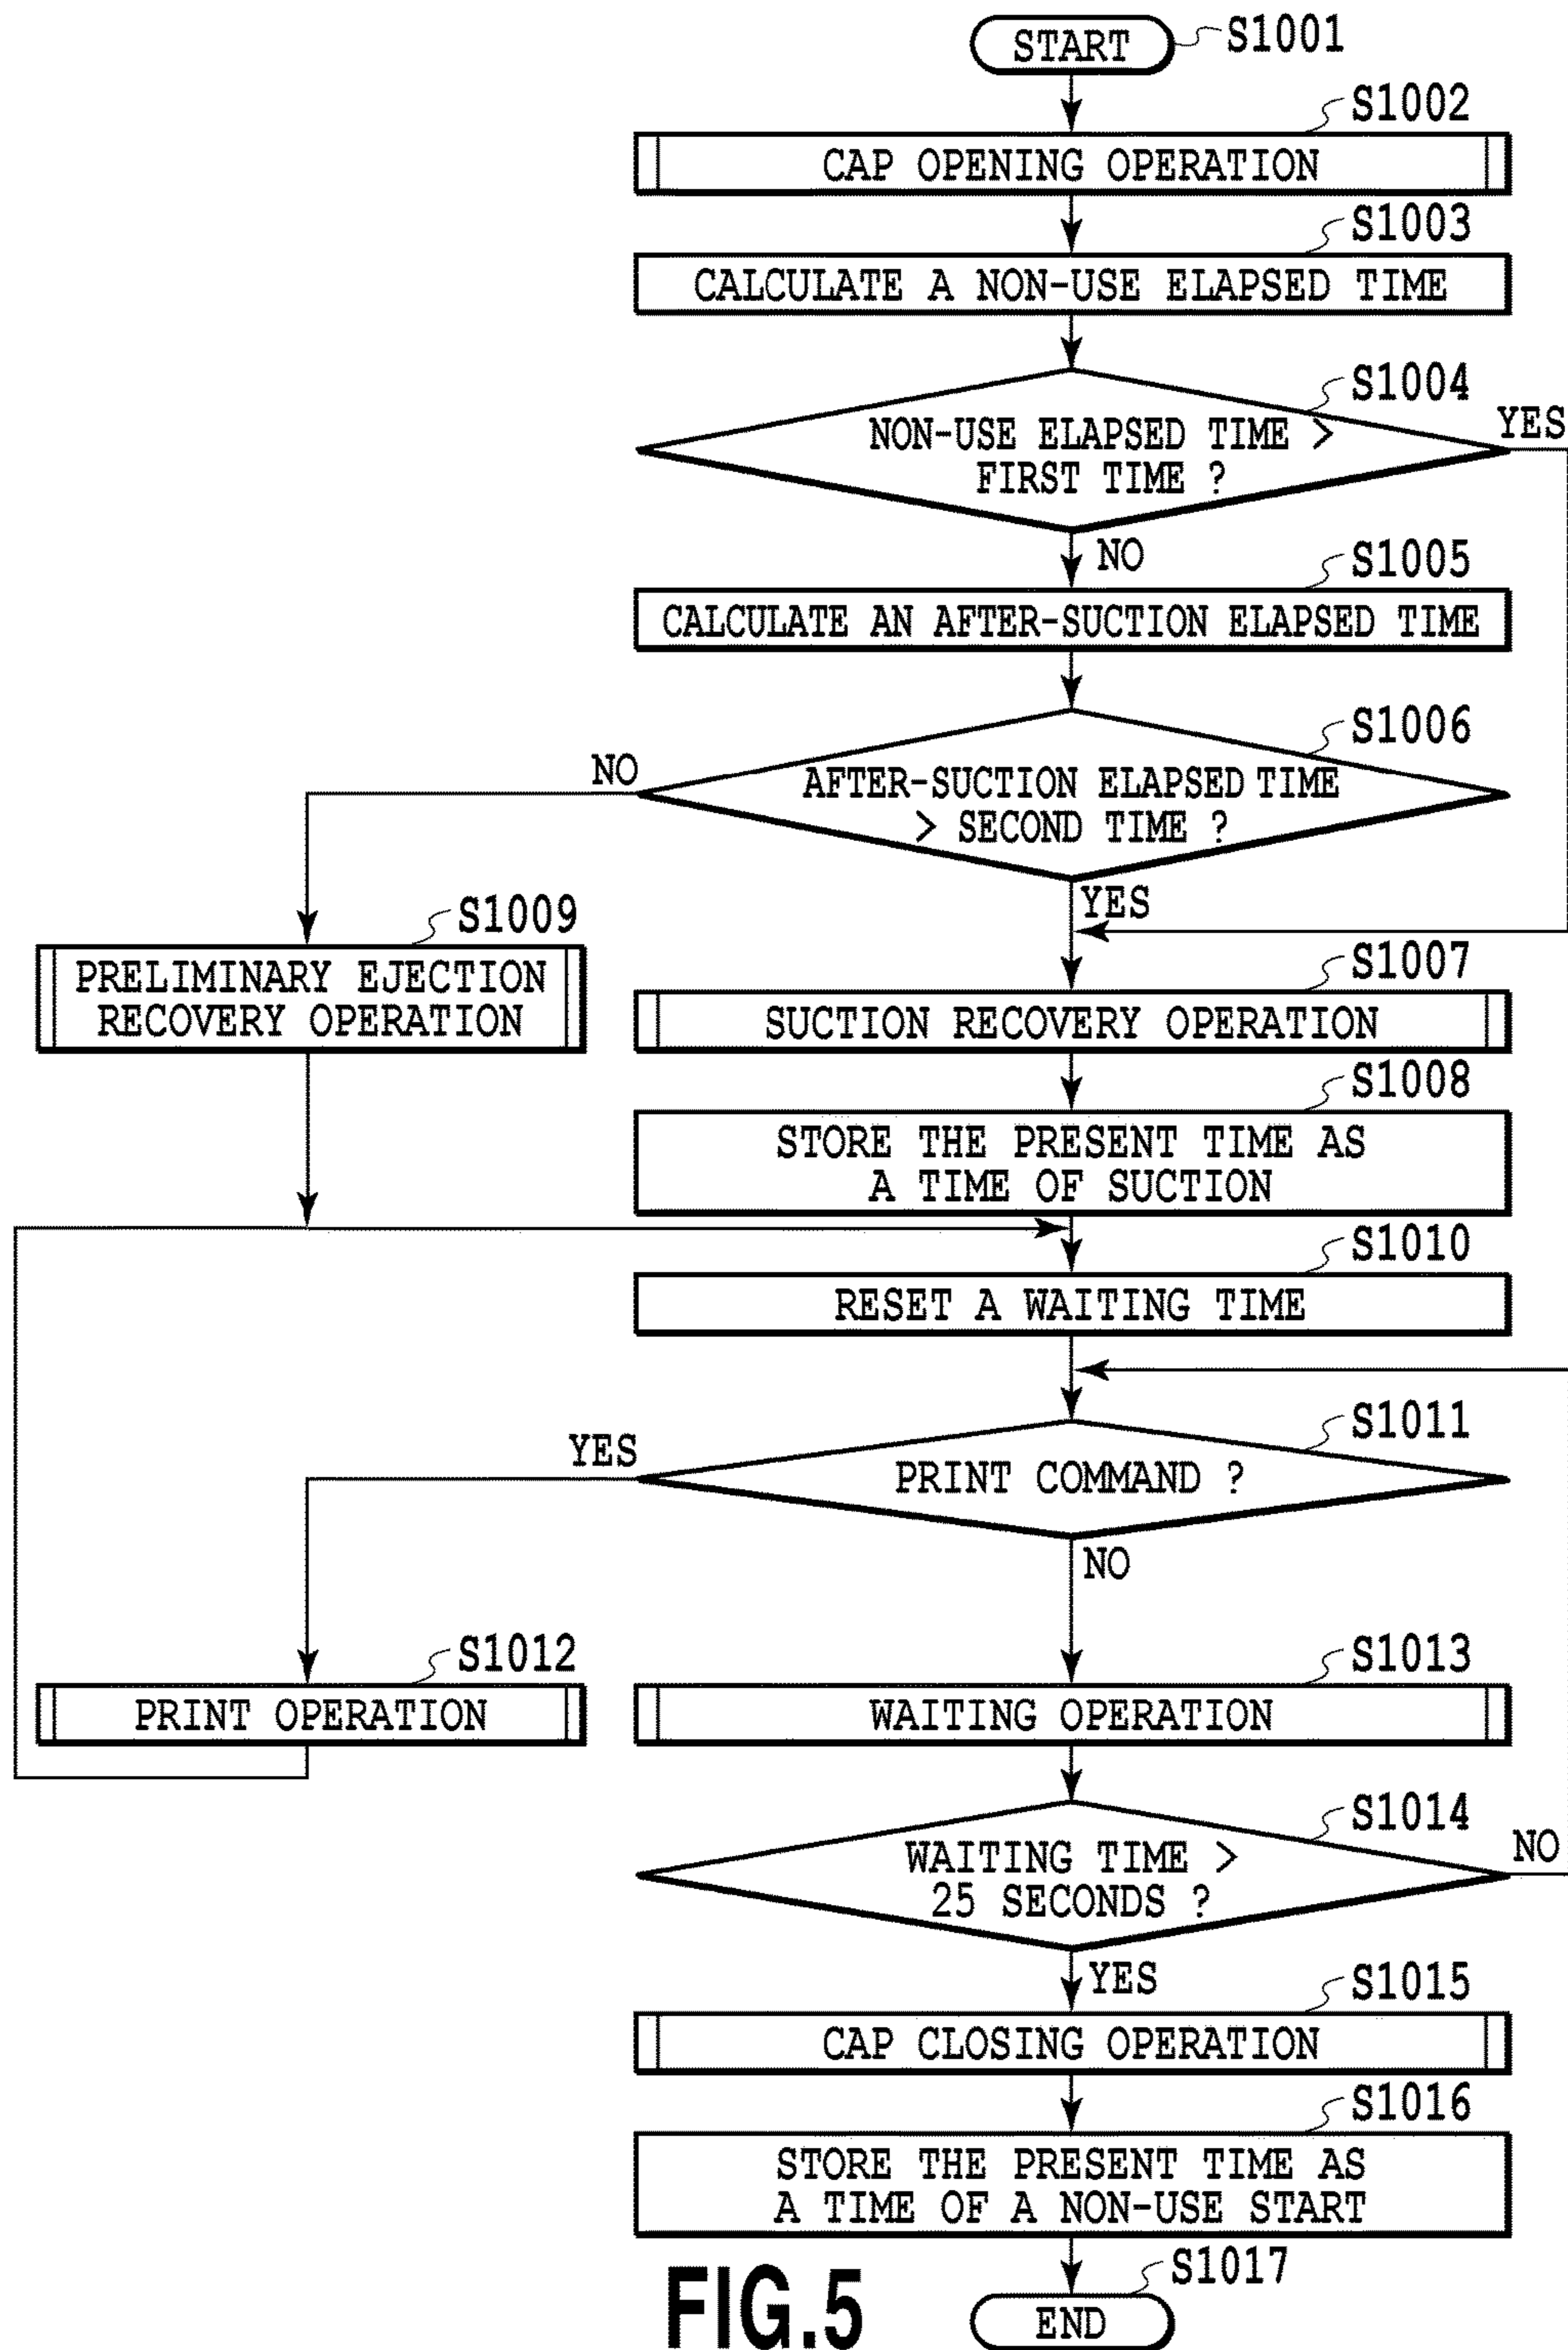 START
S1001
S1002
CAP OPENING OPERATION
S1003
CALCULATE A NON-USE ELAPSED TIME
S1004
NON-USE ELAPSED TIME >
FIRST TIME ?
YES
NO
S1005
CALCULATE AN AFTER-SUCTION ELAPSED TIME
S1006
AFTER-SUCTION ELAPSED TIME
> SECOND TIME ?
NO
YES
S1009
PRELIMINARY EJECTION
RECOVERY OPERATION
S1007
SUCTION RECOVERY OPERATION
S1008
STORE THE PRESENT TIME AS
A TIME OF SUCTION
S1010
RESET A WAITING TIME
S1011
PRINT COMMAND ?
YES
NO
S1012
PRINT OPERATION
S1013
WAITING OPERATION
S1014
WAITING TIME >
25 SECONDS ?
NO
YES
S1015
CAP CLOSING OPERATION
S1016
STORE THE PRESENT TIME AS
A TIME OF A NON-USE START
S1017
END
FIG.5